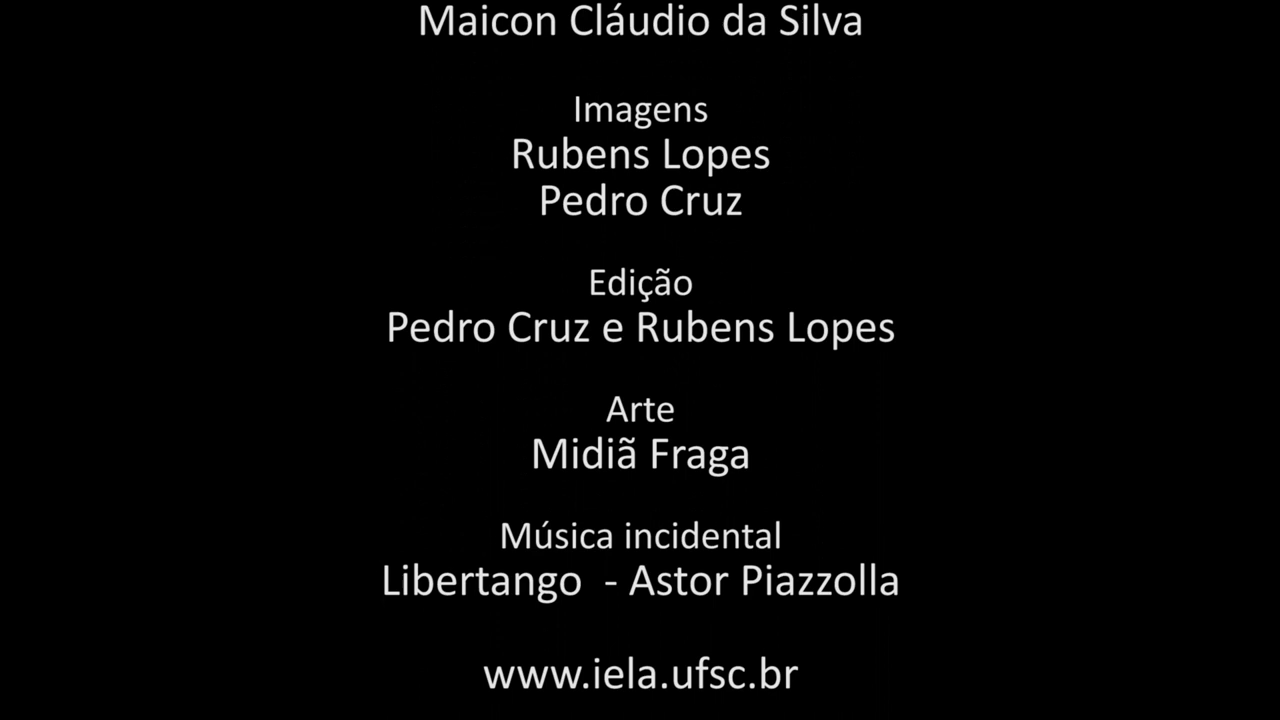 Maicon Cláudio da Silva
Imagens
Rubens Lopes
Pedro Cruz
Edição
Pedro Cruz e Rubens Lopes
Arte
Midiã Fraga
Música incidental
Libertango - Astor Piazzolla
www.iela.ufsc.br